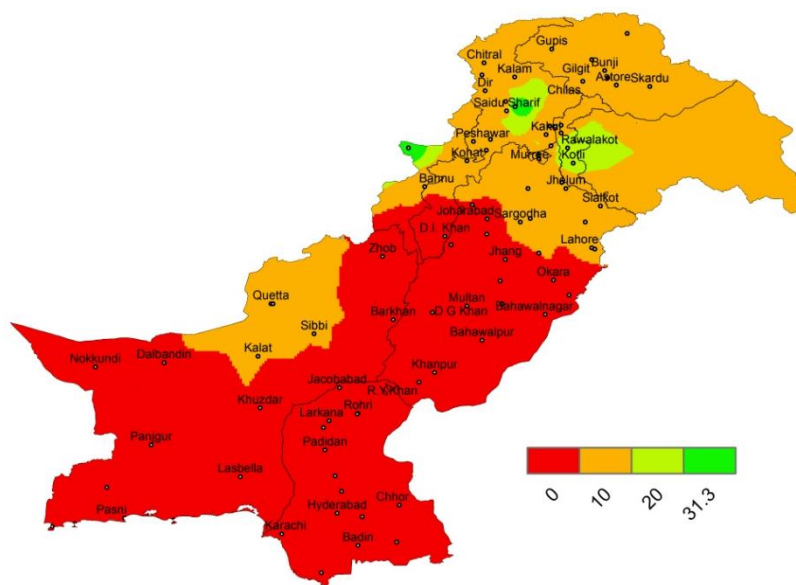 Gupis
Chitral
Bunji
Kalam
Gilgit
Astore
Skardu
Dir
Chilas
Saidu Sharif
Kakul
Peshawar
Rawalakot
Kohat
Murree
Kotli
Bannu
Jhelum
Sialkot
Joharabad
Sargodha
D.I. Khan
Lahore
Zhob
Jhang
Okara
Quetta
Multan
Barkhan
D G Khan
Bahawalnagar
Sibbi
Bahawalpur
Kalat
Nokkundi
Dalbandin
Khanpur
Jacobabad
R.Y.Khan
Khuzdar
Rohri
Larkana
Panjgur
Padidan
Lasbella
Pasni
Hyderabad
Chhor
Karachi
Badin
0
10
20
31.3